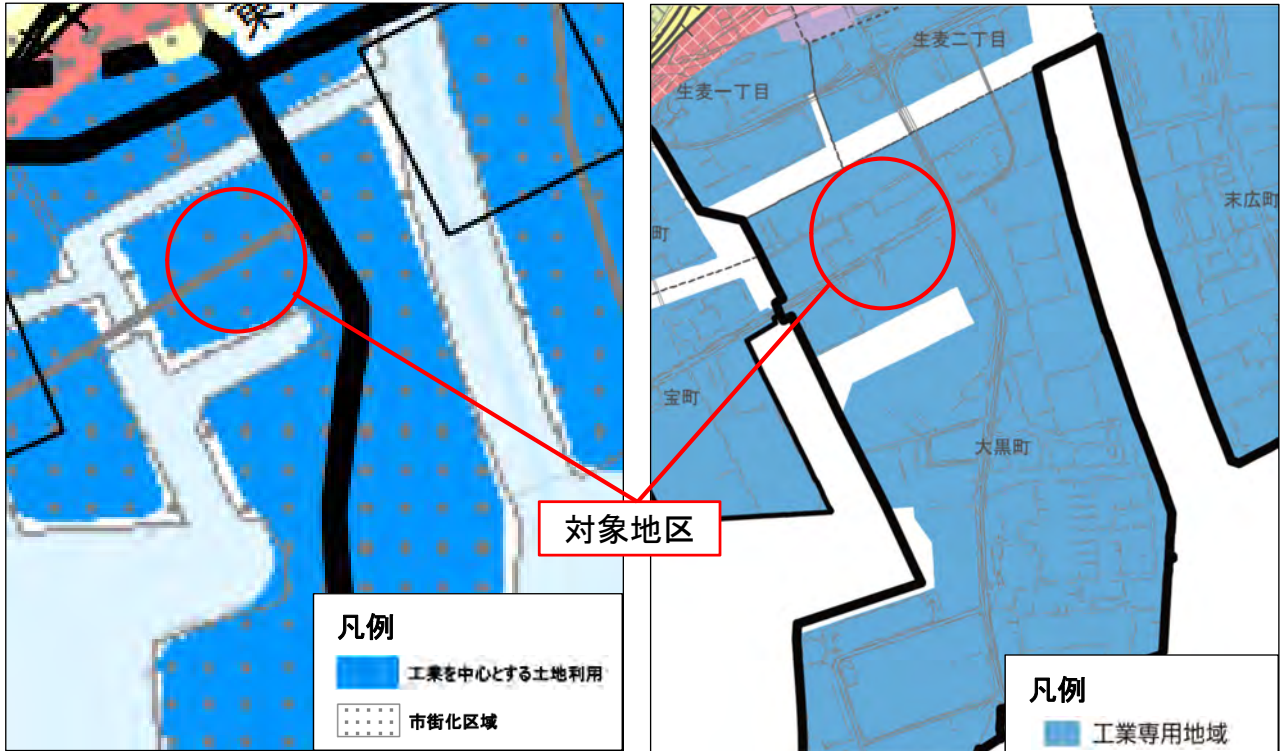 東
凡例
工業を中心とする土地利用
市街化区域
対象地区
生麦二丁目
生麦一丁目
末広町
町
宝町
大黒町
凡例
工業専用地域